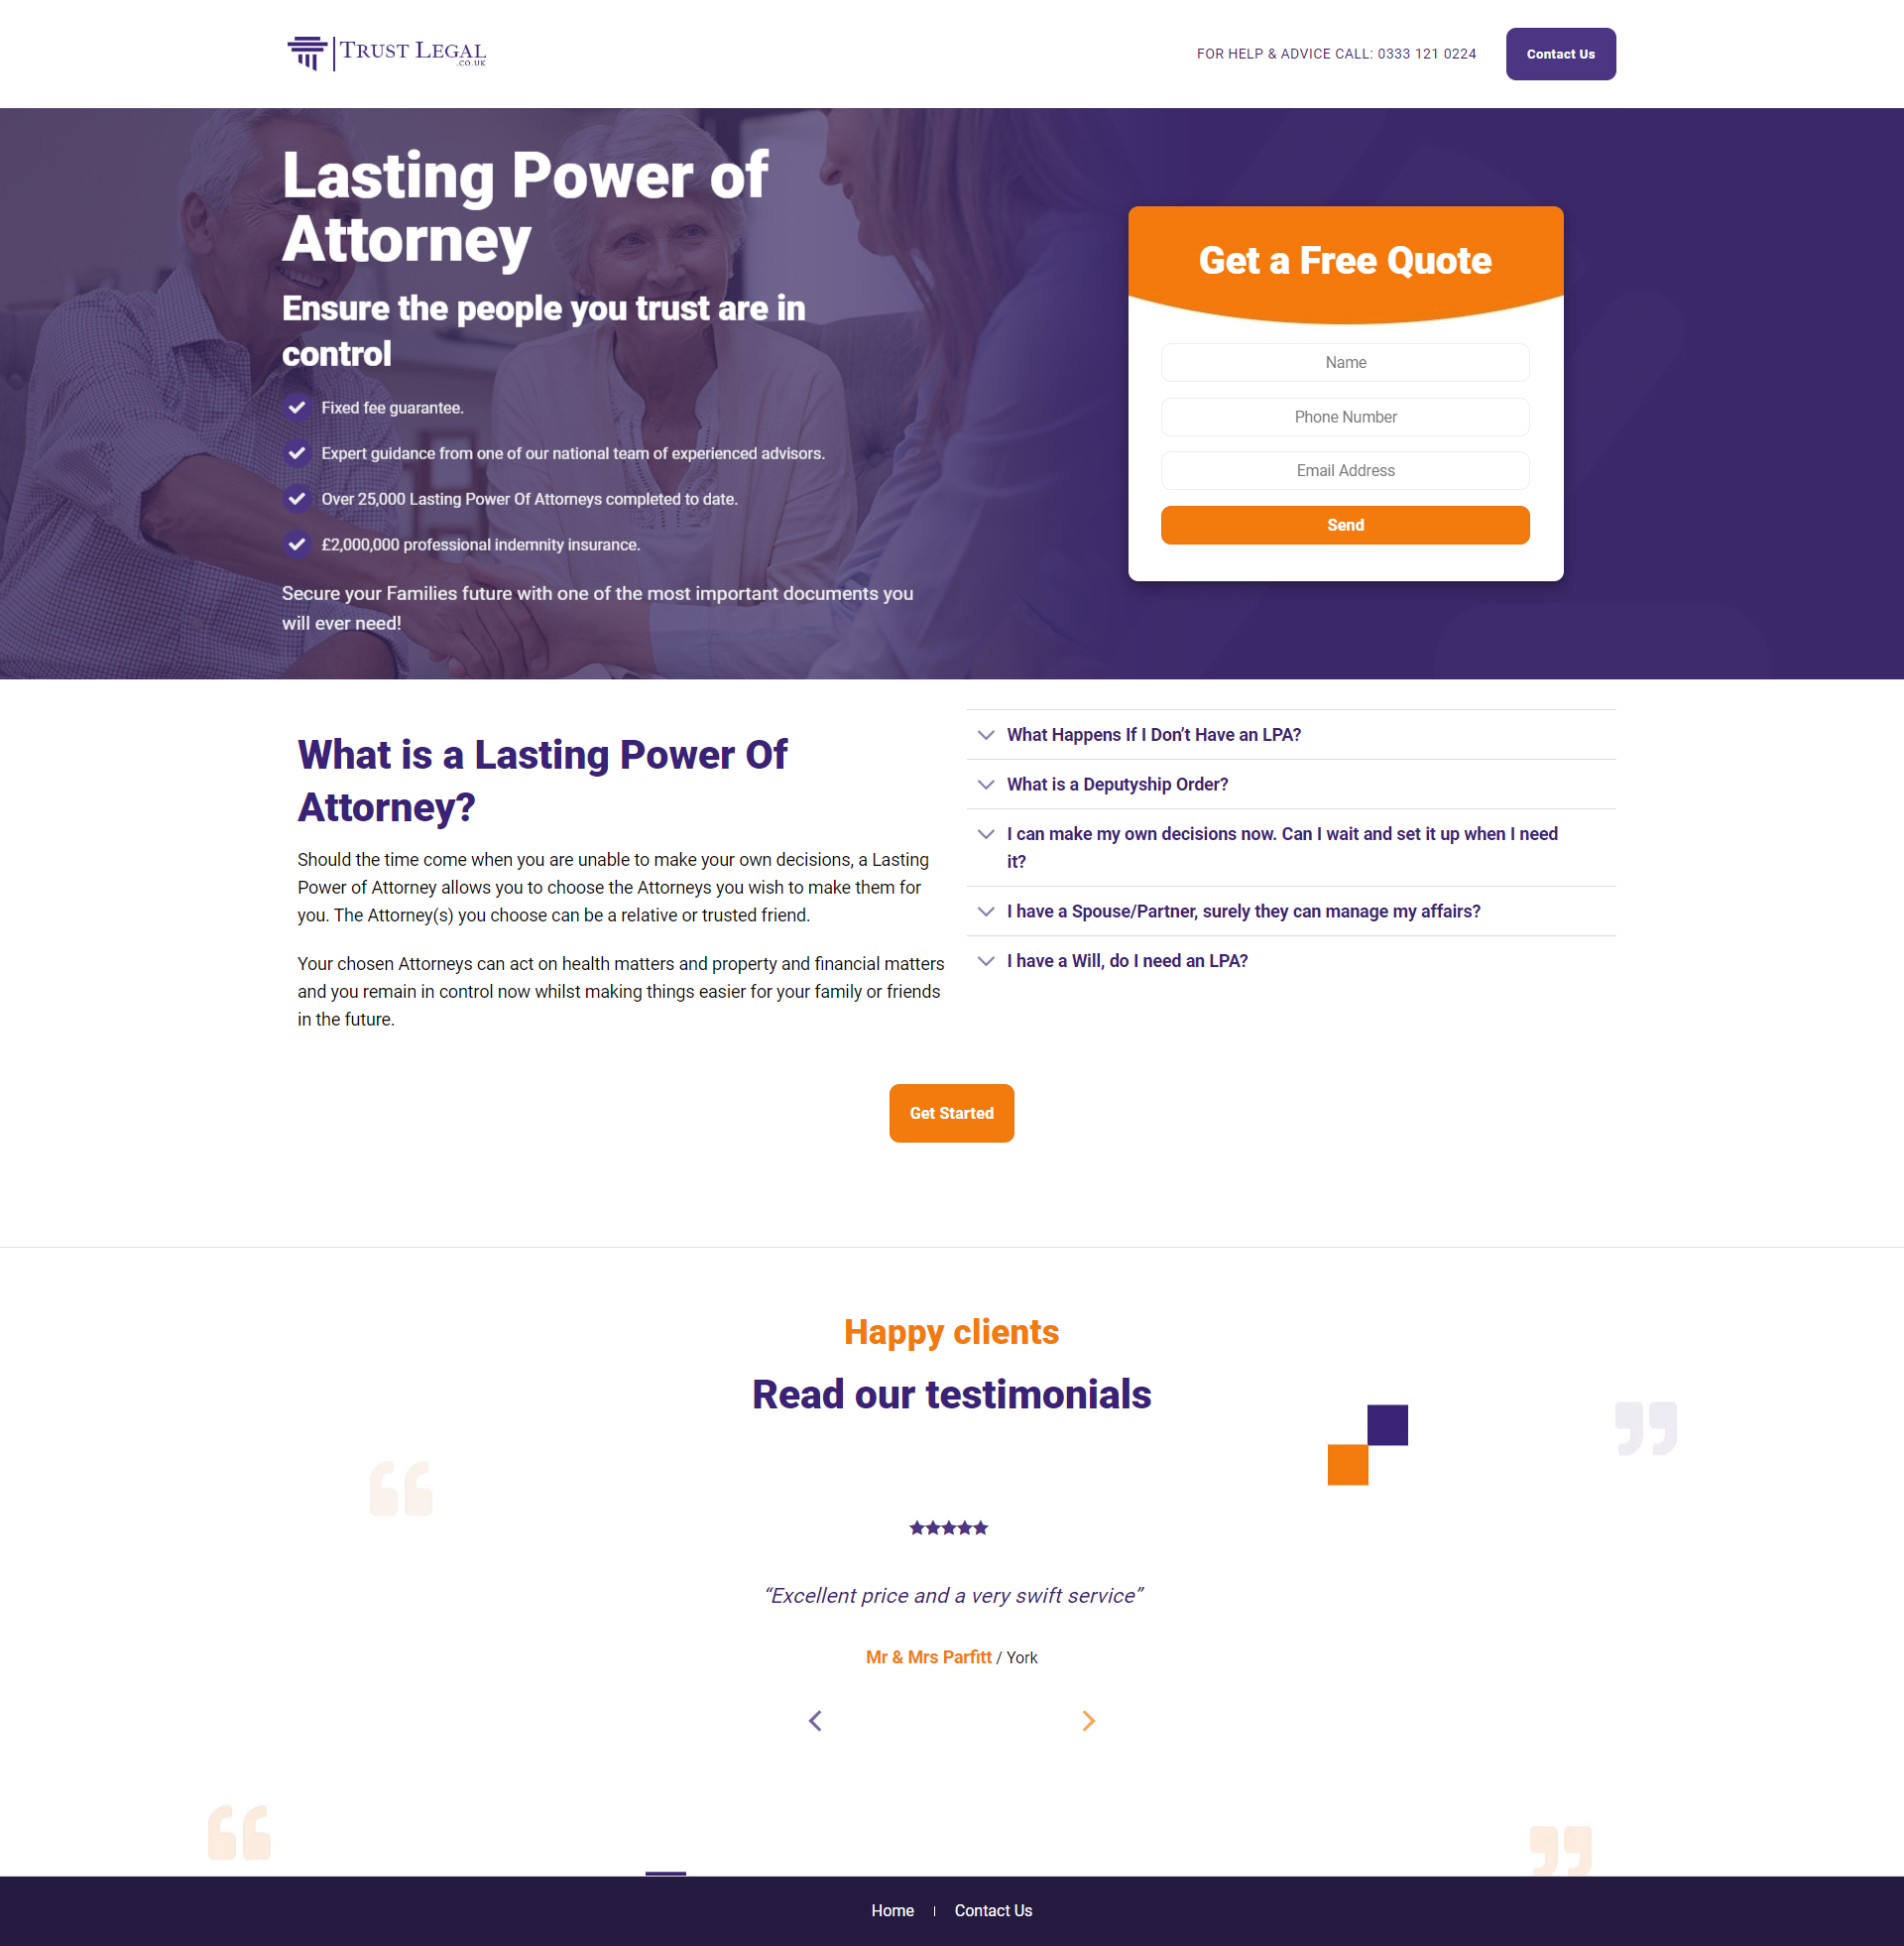 TRUST LEGAL
.CO.UK
FOR HELP & ADVICE CALL: 0333 121 0224
Contact Us
Lasting Power of
Attorney
Ensure the people you trust are in
control
Fixed fee guarantee.
Expert guidance from one of our national team of experienced advisors.
Over 25,000 Lasting Power Of Attorneys completed to date.
£2,000,000 professional indemnity insurance.
Secure your Families future with one of the most important documents you
will ever need!
Get a Free Quote
Name
Phone Number
Email Address
Send
What is a Lasting Power Of
Attorney?
Should the time come when you are unable to make your own decisions, a Lasting
Power of Attorney allows you to choose the Attorneys you wish to make them for
you. The Attorney(s) you choose can be a relative or trusted friend.
Your chosen Attorneys can act on health matters and property and financial matters
and you remain in control now whilst making things easier for your family or friends
in the future.
What Happens If I Don’t Have an LPA?
What is a Deputyship Order?
I can make my own decisions now. Can I wait and set it up when I need
it?
I have a Spouse/Partner, surely they can manage my affairs?
I have a Will, do I need an LPA?
Get Started
Happy clients
Read our testimonials
“Excellent price and a very swift service”
Mr & Mrs Parfitt / York
Home | Contact Us